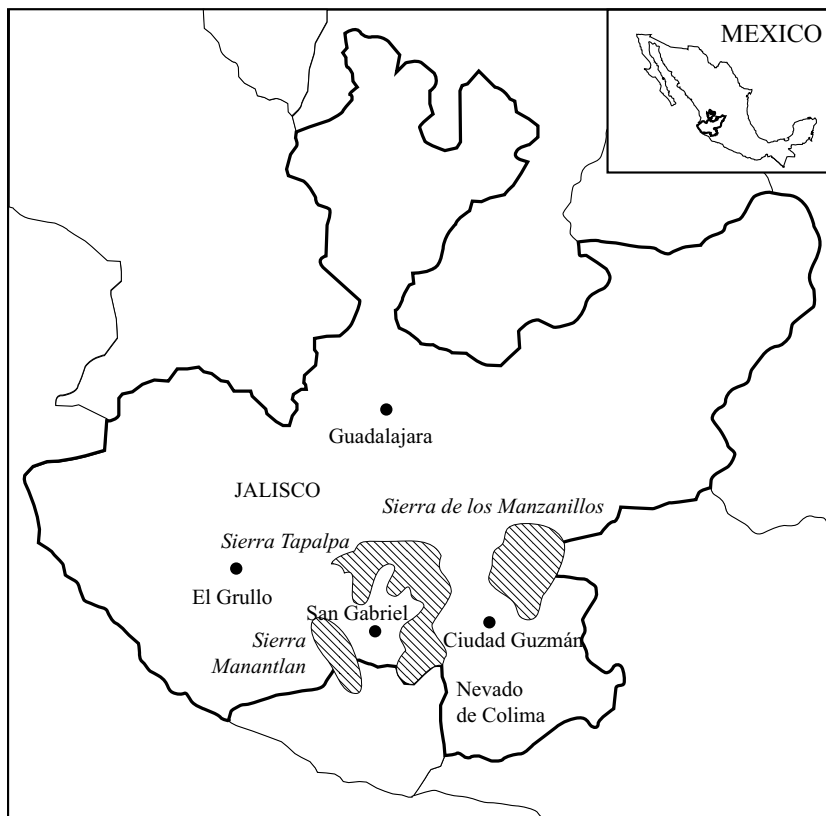 MEXICO
Guadalajara
JALISCO
Sierra de los Manzanillos
Sierra Tapalpa
El Grullo
San Gabriel
Ciudad Guzmán
Sierra
Manantlan
Nevado
de Colima